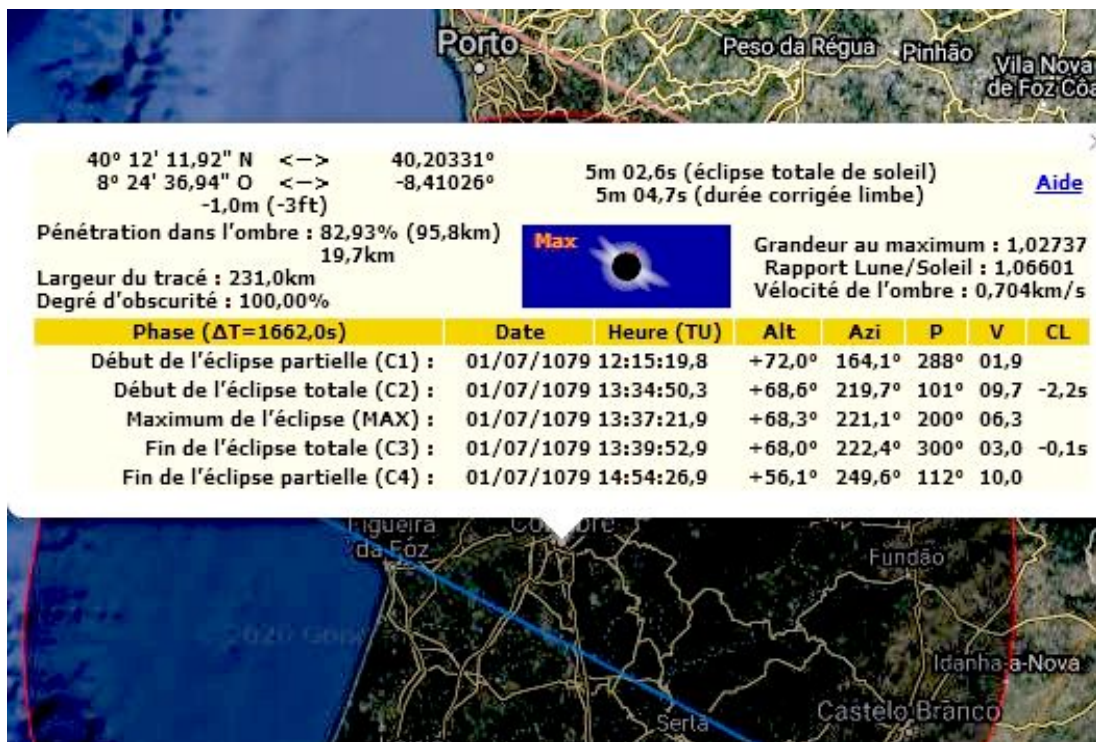 Porto
Peso da Régua
Pinhão
Vila Nova
de Foz Côa
40° 12' 11,92" N <—> 40,20331°
8° 24' 36,94" O <—> -8,41026°
-1,0m (-3ft)
5m 02,6s (éclipse totale de soleil)
5m 04,7s (durée corrigée limbe)
Aide
Pénétration dans l'ombre : 82,93% (95,8km)
19,7km
Largeur du tracé : 231,0km
Degré d'obscurité : 100,00%
Max
Grandeur au maximum : 1,02737
Rapport Lune/Soleil : 1,06601
Vélocité de l'ombre : 0,704km/s
Phase (ΔT=1662,0s) Date Heure (TU) Alt Azi P V CL
Début de l'éclipse partielle (C1) : 01/07/1079 12:15:19,8 +72,0° 164,1° 288° 01,9
Début de l'éclipse totale (C2) : 01/07/1079 13:34:50,3 +68,6° 219,7° 101° 09,7 -2,2s
Maximum de l'éclipse (MAX) : 01/07/1079 13:37:21,9 +68,3° 221,1° 200° 06,3
Fin de l'éclipse totale (C3) : 01/07/1079 13:39:52,9 +68,0° 222,4° 300° 03,0 -0,1s
Fin de l'éclipse partielle (C4) : 01/07/1079 14:54:26,9 +56,1° 249,6° 112° 10,0
Figueira
da Foz
Fundão
Idanha-a-Nova
Castelo Branco
Sertã